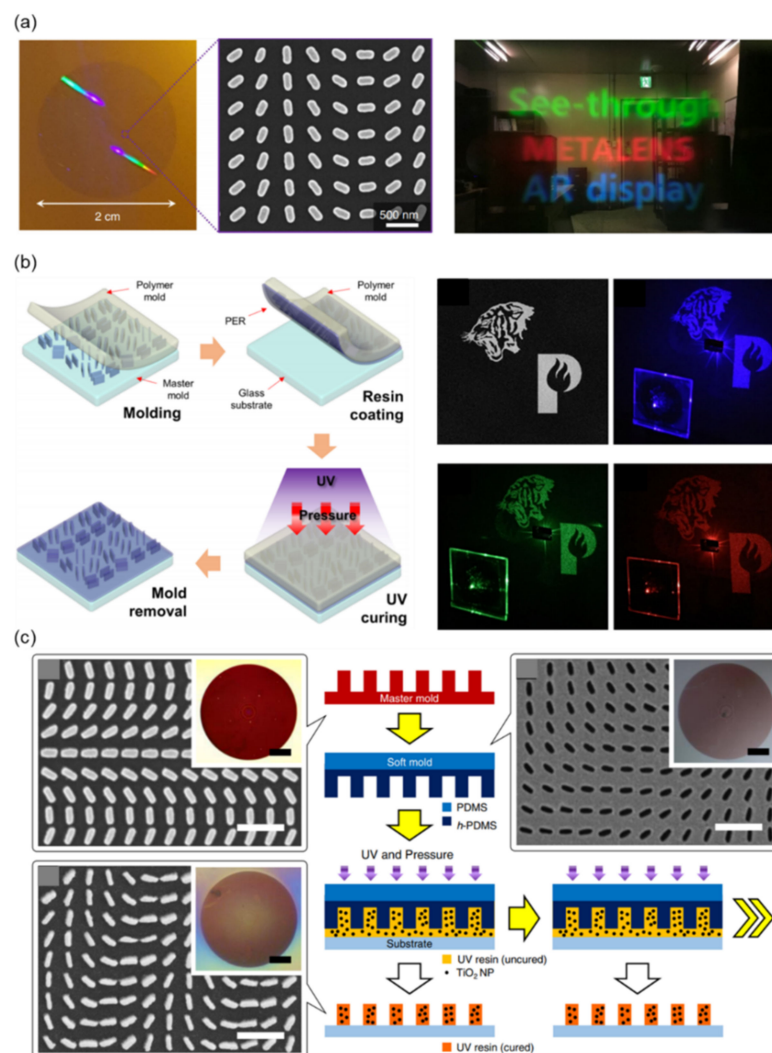 (a)
2 cm
500 nm
See-through
METALENS
AR display
(b)
Polymer
mold
Master
mold
Molding
PER
Polymer
mold
Glass
substrate
Resin
coating
UV
Pressure
UV
curing
Mold
removal
P
(c)
Master mold
Soft mold
PDMS
h-PDMS
UV and Pressure
Substrate
UV resin (uncured)
TiO₂ NP
UV resin (cured)